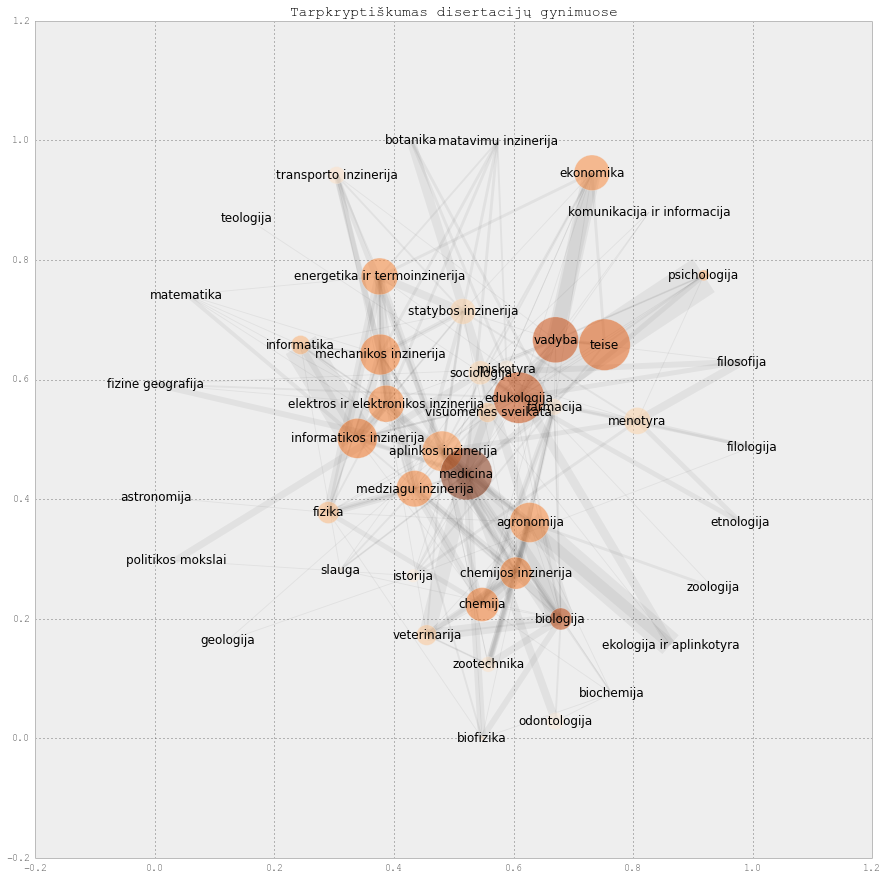 Tarpkryptiškumas disertacijų gynimuose
1.2
botanika
matavimu inzinerija
1.0
transporto inzinerija
ekonomika
komunikacija ir informacija
teologija
0.8
energetika ir termoinzinerija
psichologija
matematika
statybos inzinerija
informatika
mechanikos inzinerija
vadyba
teise
sociologija
miskotyra
filosofija
0.6
fizine geografija
edukologija
elektros ir elektronikos inzinerija
visuomenes sveikata
farmacija
menotyra
informatikos inzinerija
aplinkos inzinerija
filologija
medicina
medziagu inzinerija
0.4
astronomija
fizika
agronomija
etnologija
politikos mokslai
slauga
istorija
chemijos inzinerija
zoologija
chemija
0.2
biologija
geologija
veterinarija
ekologija ir aplinkotyra
zootechnika
biochemija
odontologija
0.0
biofizika
−0.2
−0.2 0.0 0.2 0.4 0.6 0.8 1.0 1.2